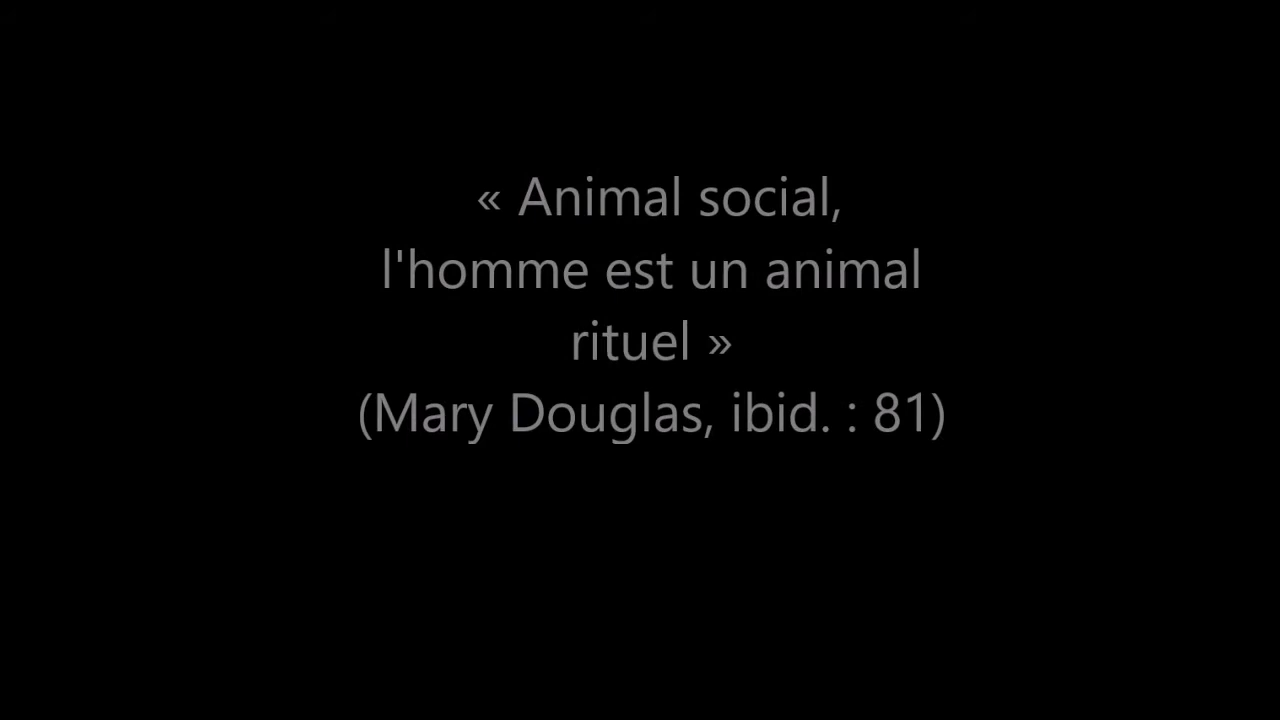 « Animal social,
l'homme est un animal
rituel »
(Mary Douglas, ibid. : 81)